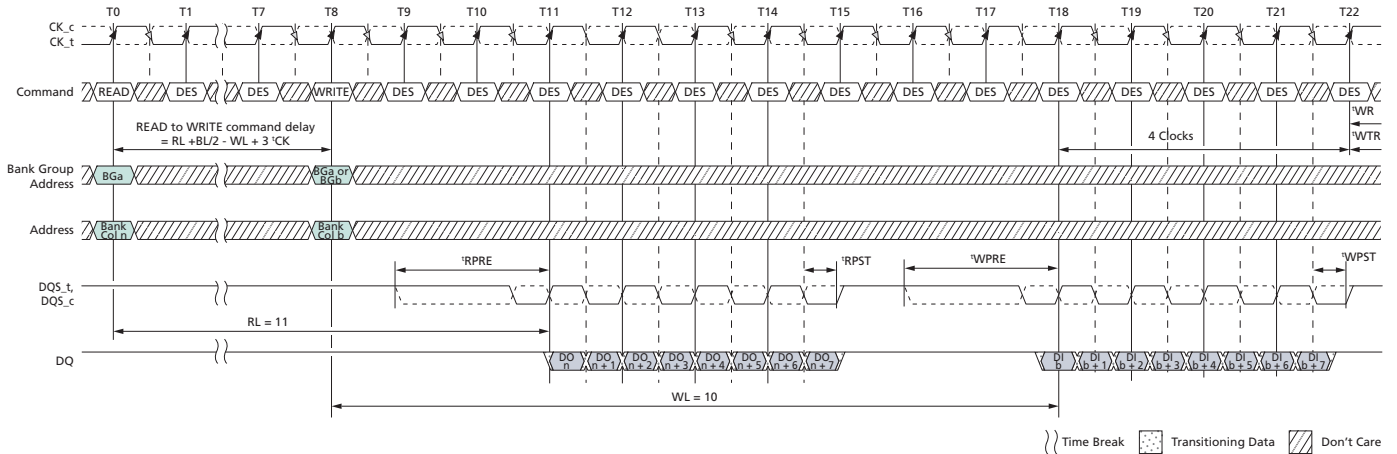 T0 T1 T7 T8 T9 T10 T11 T12 T13 T14 T15 T16 T17 T18 T19 T20 T21 T22
CK_c
CK_t
Command READ DES DES WRITE DES DES DES DES DES DES DES DES DES DES DES DES DES DES
tWR
READ to WRITE command delay
= RL +BL/2 - WL + 3 tCK
4 Clocks
tWTR
Bank Group
Address
BGa
BGa or
BGb
Address
Bank
Col n
Bank
Col b
tRPRE tRPST tWPRE tWPST
DQS_t,
DQS_c
RL = 11
DQ
DO
n
DO
n + 1
DO
n + 2
DO
n + 3
DO
n + 4
DO
n + 5
DO
n + 6
DO
n + 7
DI
b
DI
b + 1
DI
b + 2
DI
b + 3
DI
b + 4
DI
b + 5
DI
b + 6
DI
b + 7
WL = 10
Time Break Transitioning Data Don't Care